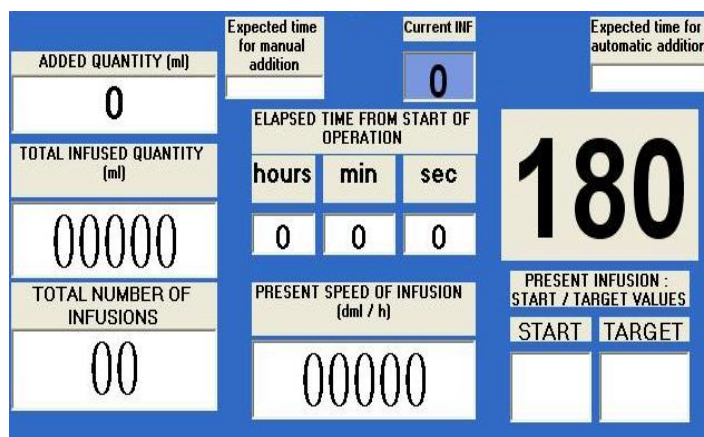 Expected time
for manual
addition
Current INF
Expected time for
automatic addition
ADDED QUANTITY (ml)
0
0
ELAPSED TIME FROM START OF
OPERATION
TOTAL INFUSED QUANTITY
(ml)
hours min sec
180
00000
0 0 0
TOTAL NUMBER OF
INFUSIONS
PRESENT SPEED OF INFUSION
(dml / h)
PRESENT INFUSION :
START / TARGET VALUES
START TARGET
00
00000